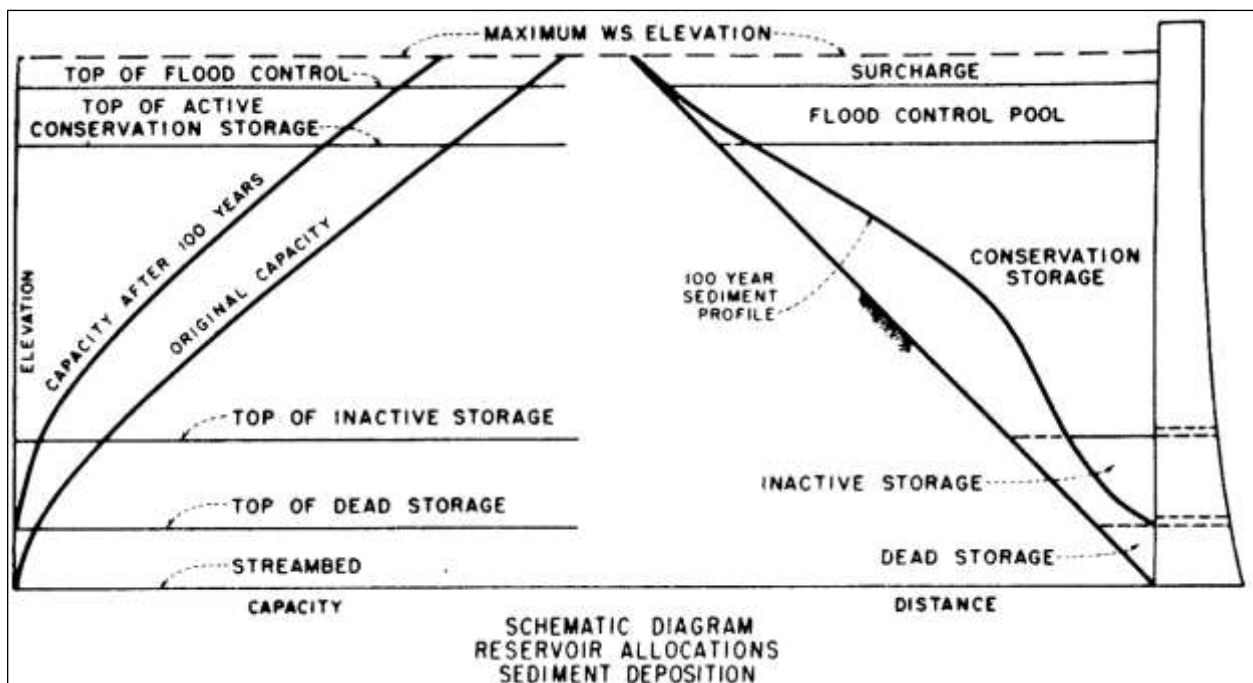 MAXIMUM WS. ELEVATION
TOP OF FLOOD CONTROL
TOP OF ACTIVE
CONSERVATION STORAGE
SURCHARGE
FLOOD CONTROL POOL
CAPACITY AFTER 100 YEARS
ORIGINAL CAPACITY
ELEVATION
100 YEAR
SEDIMENT
PROFILE
CONSERVATION
STORAGE
TOP OF INACTIVE STORAGE
INACTIVE STORAGE
TOP OF DEAD STORAGE
DEAD STORAGE
STREAMBED
CAPACITY
DISTANCE
SCHEMATIC DIAGRAM
RESERVOIR ALLOCATIONS
SEDIMENT DEPOSITION